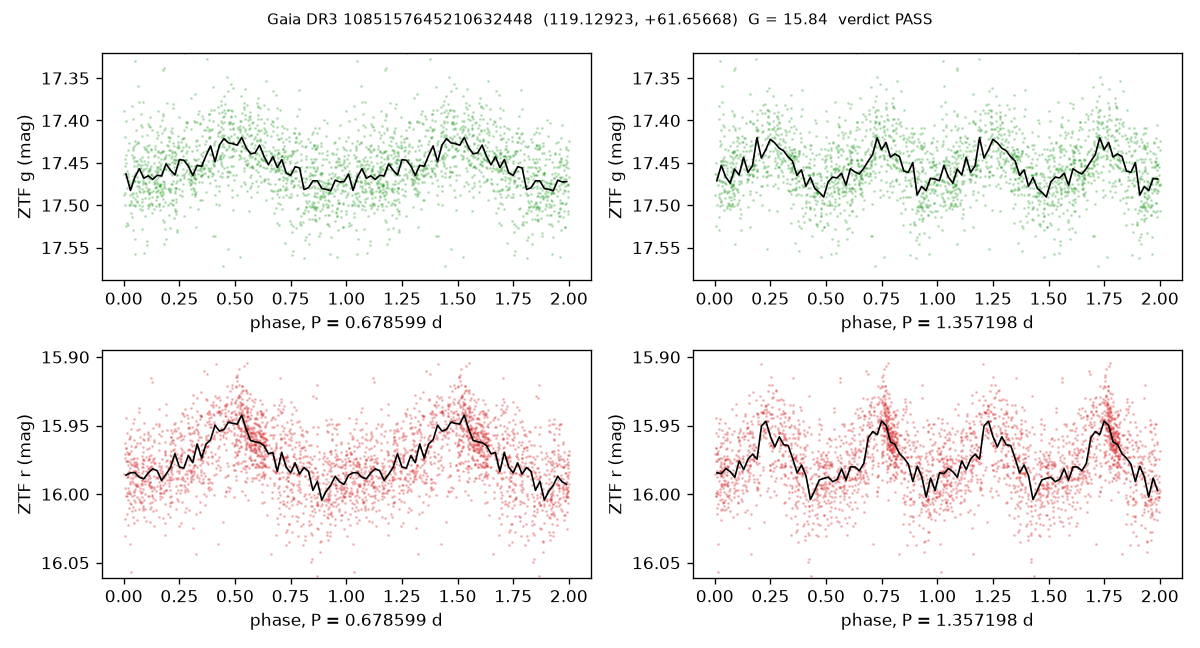 Gaia DR3 1085157645210632448 (119.12923, +61.65668) G = 15.84 verdict PASS
ZTF g (mag)
17.35
17.40
17.45
17.50
17.55
0.00 0.25 0.50 0.75 1.00 1.25 1.50 1.75 2.00
phase, P = 0.678599 d
ZTF g (mag)
17.35
17.40
17.45
17.50
17.55
0.00 0.25 0.50 0.75 1.00 1.25 1.50 1.75 2.00
phase, P = 1.357198 d
ZTF r (mag)
15.90
15.95
16.00
16.05
0.00 0.25 0.50 0.75 1.00 1.25 1.50 1.75 2.00
phase, P = 0.678599 d
ZTF r (mag)
15.90
15.95
16.00
16.05
0.00 0.25 0.50 0.75 1.00 1.25 1.50 1.75 2.00
phase, P = 1.357198 d